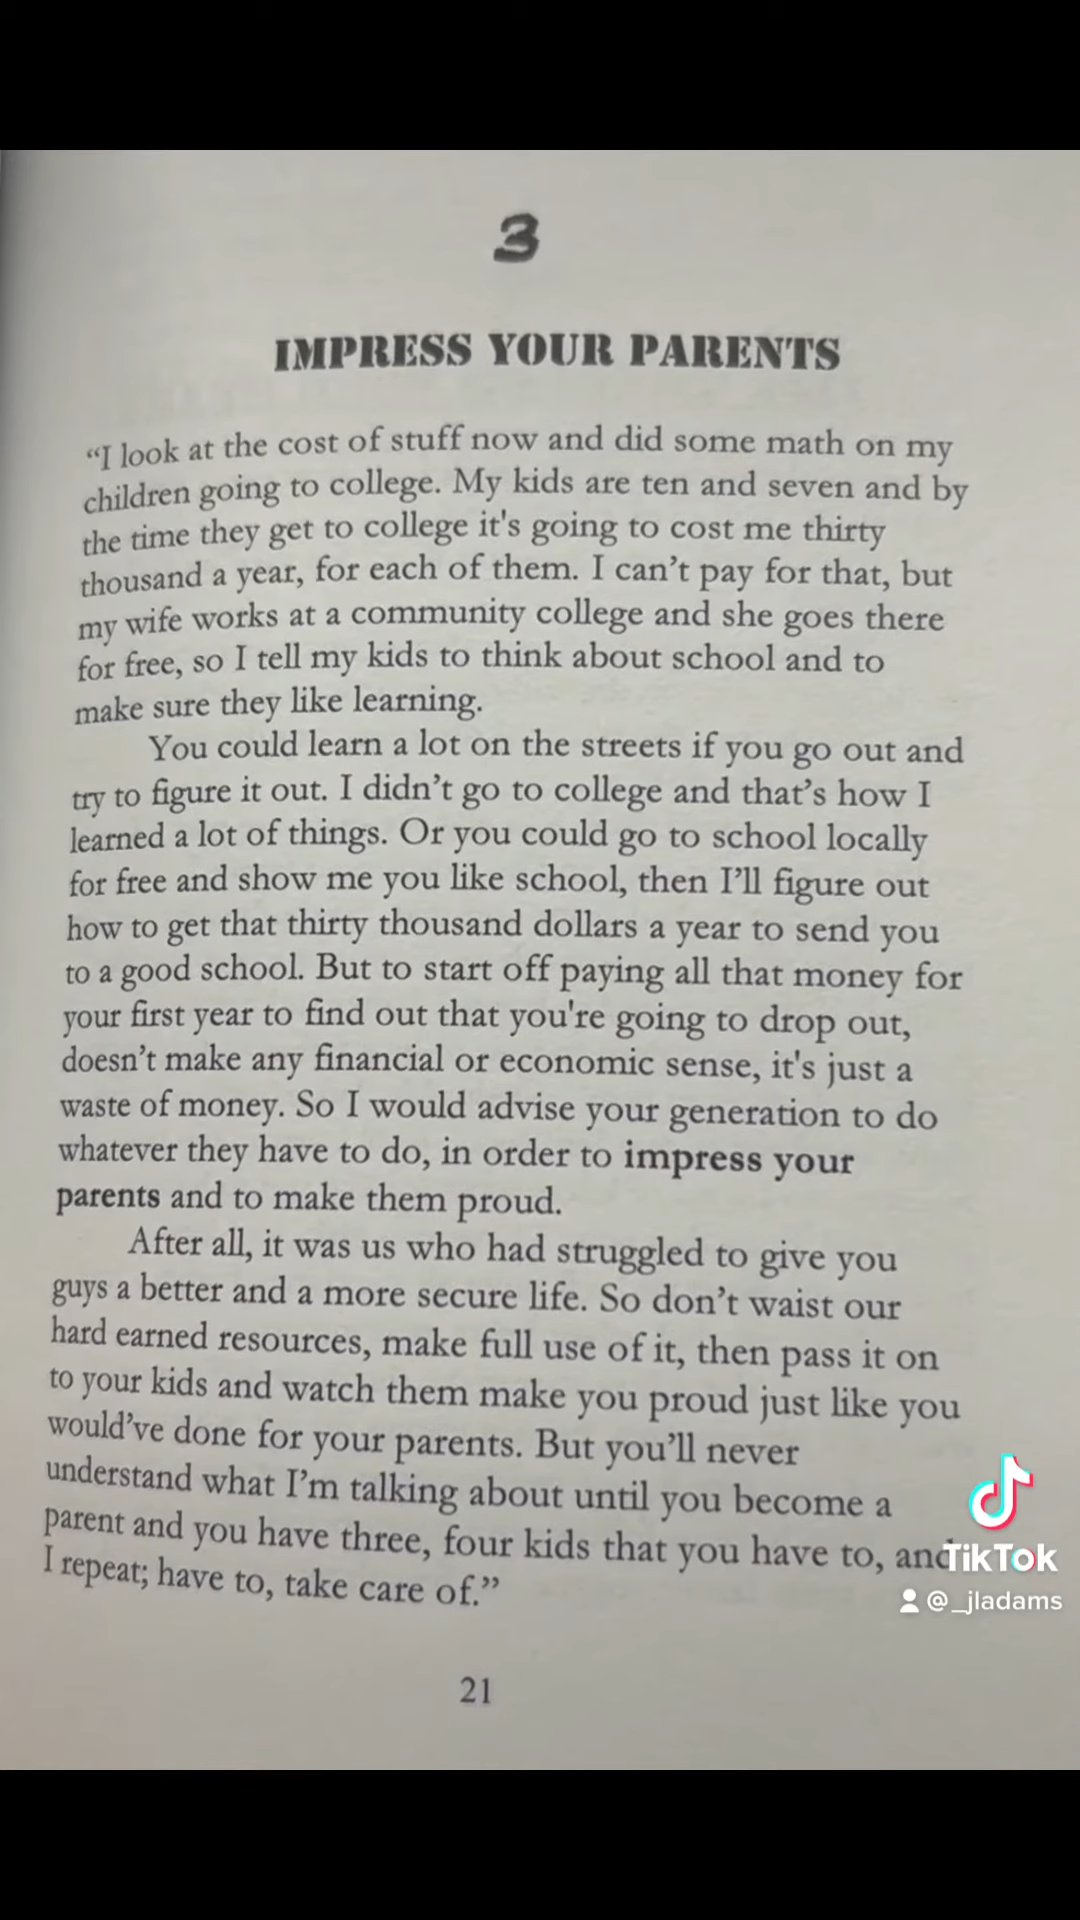 3
IMPRESS YOUR PARENTS
“I look at the cost of stuff now and did some math on my
children going to college. My kids are ten and seven and by
the time they get to college it's going to cost me thirty
thousand a year, for each of them. I can’t pay for that, but
my wife works at a community college and she goes there
for free, so I tell my kids to think about school and to
make sure they like learning.
You could learn a lot on the streets if you go out and
try to figure it out. I didn’t go to college and that’s how I
learned a lot of things. Or you could go to school locally
for free and show me you like school, then I’ll figure out
how to get that thirty thousand dollars a year to send you
to a good school. But to start off paying all that money for
your first year to find out that you're going to drop out,
doesn’t make any financial or economic sense, it's just a
waste of money. So I would advise your generation to do
whatever they have to do, in order to impress your
parents and to make them proud.
After all, it was us who had struggled to give you
guys a better and a more secure life. So don’t waist our
hard earned resources, make full use of it, then pass it on
to your kids and watch them make you proud just like you
would’ve done for your parents. But you’ll never
understand what I’m talking about until you become a
parent and you have three, four kids that you have to, and
I repeat; have to, take care of.”
TikTok
@_jladams
21